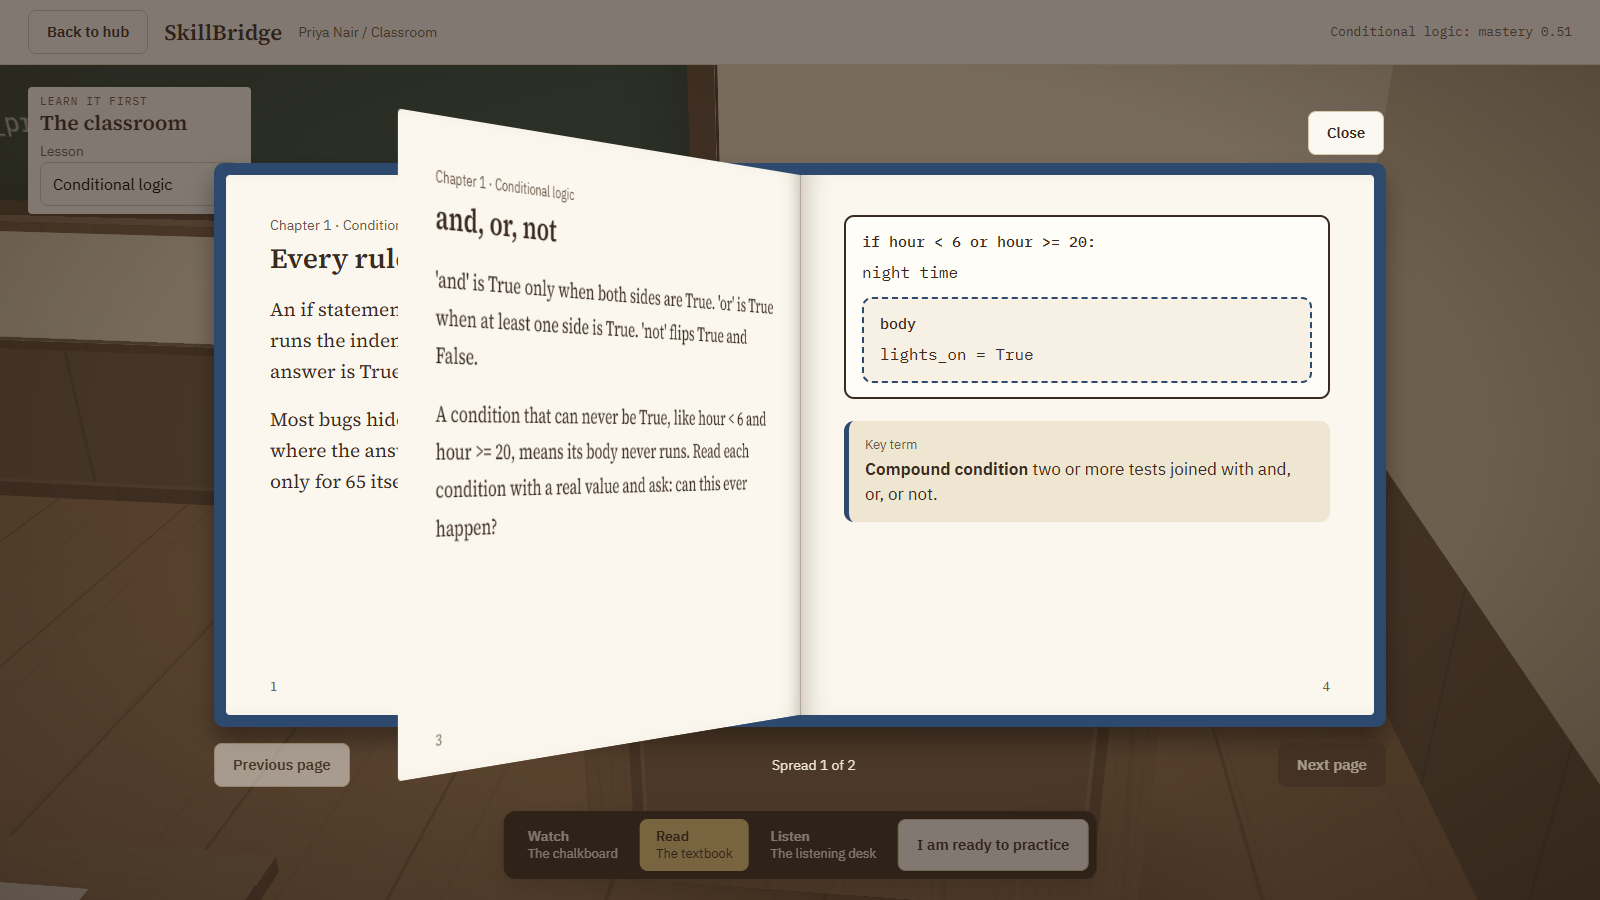 Back to hub
SkillBridge
Priya Nair / Classroom
Conditional logic: mastery 0.51
LEARN IT FIRST
The classroom
Lesson
Conditional logic
Close
Chapter 1 · Conditio
Every rul
An if statemen
runs the inden
answer is True
Most bugs hid
where the ans
only for 65 itse
1
Chapter 1 · Conditional logic
and, or, not
'and' is True only when both sides are True. 'or' is True
when at least one side is True. 'not' flips True and
False.
A condition that can never be True, like hour < 6 and
hour >= 20, means its body never runs. Read each
condition with a real value and ask: can this ever
happen?
3
if hour < 6 or hour >= 20:
night time
body
lights_on = True
Key term
Compound condition two or more tests joined with and,
or, or not.
4
Previous page
Spread 1 of 2
Next page
Watch
The chalkboard
Read
The textbook
Listen
The listening desk
I am ready to practice